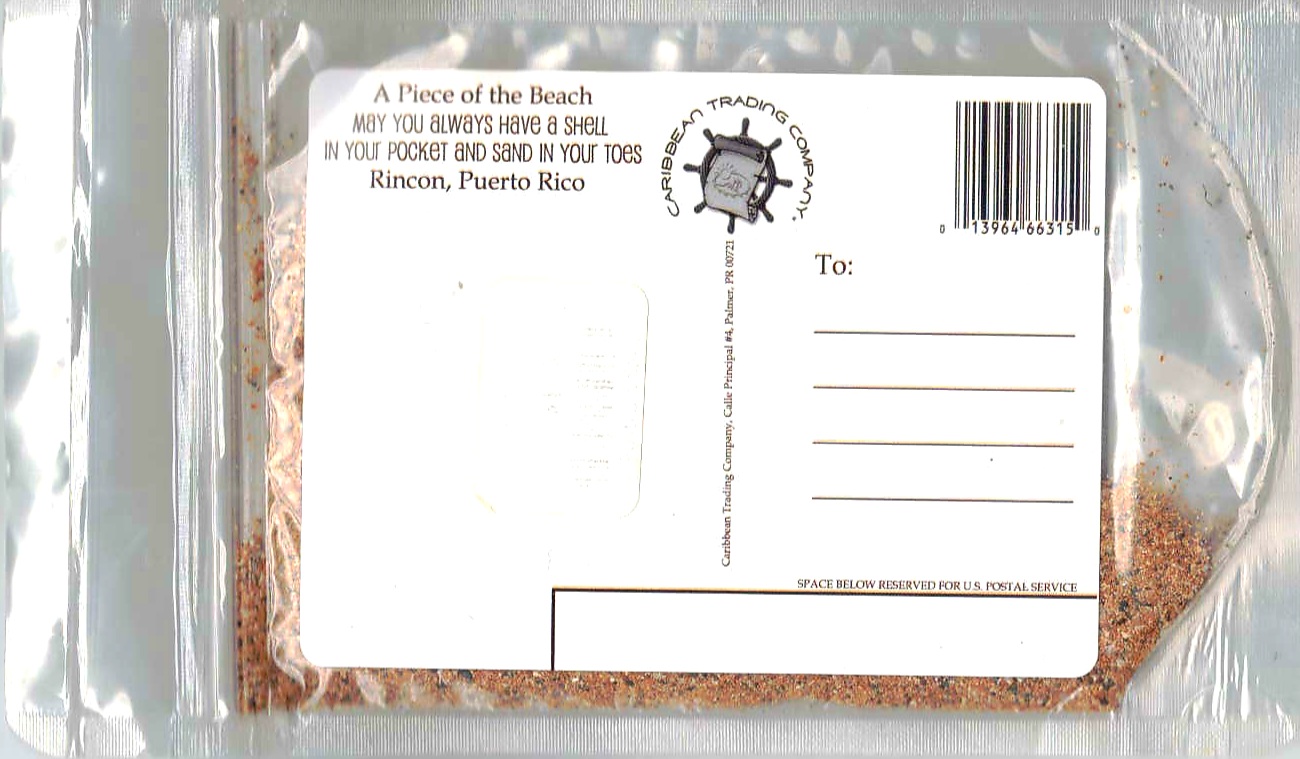 A Piece of the Beach
MaY YOU aLWaYS HaVE a SHELL
IN YOUr POCKET aND SaND IN YOUr TOES
Rincon, Puerto Rico
CARIBBEAN TRADING COMPANY.
0 13964 66315 0
To:
Caribbean Trading Company, Calle Principal #4, Palmer, PR 00721
SPACE BELOW RESERVED FOR U.S. POSTAL SERVICE